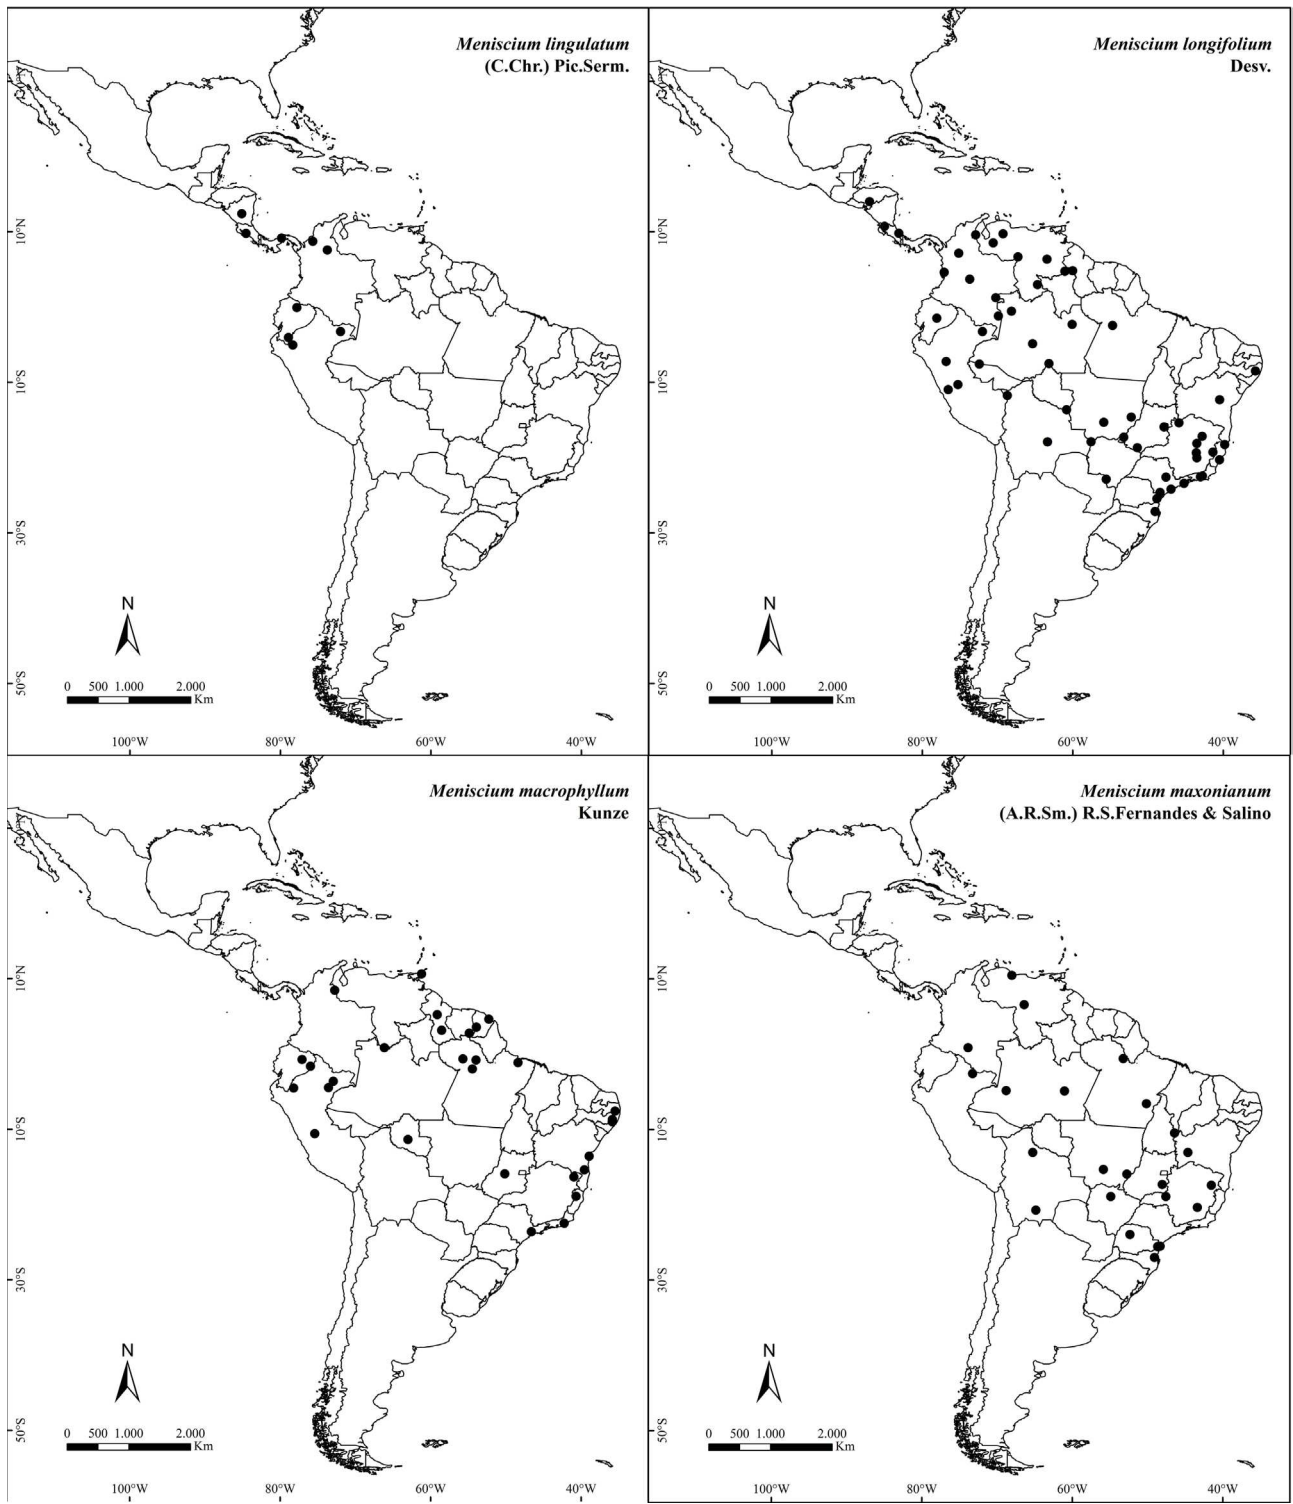 Meniscium lingulatum
(C.Chr.) Pic.Serm.
10°N
10°S
30°S
50°S
N
0 500 1.000 2.000
Km
100°W 80°W 60°W 40°W
Meniscium longifolium
Desv.
10°N
10°S
30°S
50°S
N
0 500 1.000 2.000
Km
100°W 80°W 60°W 40°W
Meniscium macrophyllum
Kunze
10°N
10°S
30°S
50°S
N
0 500 1.000 2.000
Km
100°W 80°W 60°W 40°W
Meniscium maxonianum
(A.R.Sm.) R.S.Fernandes & Salino
10°N
10°S
30°S
50°S
N
0 500 1.000 2.000
Km
100°W 80°W 60°W 40°W